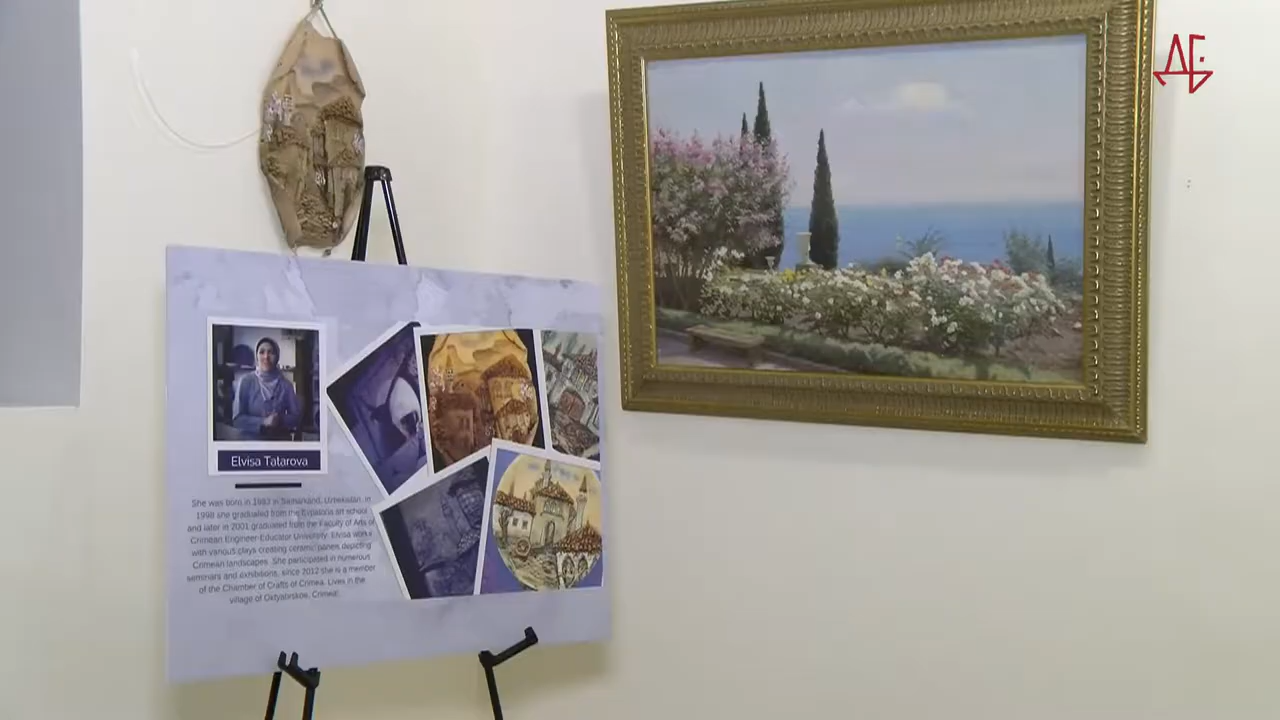 ДБ
Elvisa Tatarova
She was born in 1983 in Samarkand, Uzbekistan. In
1998 she graduated from the Evpatoria art school
and later in 2001 graduated from the Faculty of Arts of
Crimean Engineer-Educator University. Elvisa works
with various clays creating ceramic panels depicting
Crimean landscapes. She participated in numerous
seminars and exhibitions, since 2012 she is a member
of the Chamber of Crafts of Crimea. Lives in the
village of Oktyabrskoe, Crimea.